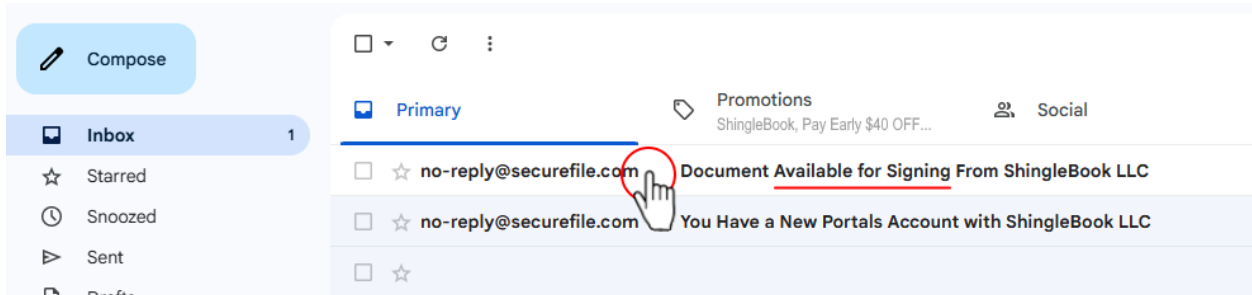 Compose
Inbox 1
Starred
Snoozed
Sent
Primary
Promotions
ShingleBook, Pay Early $40 OFF...
Social
no-reply@securefile.com Document Available for Signing From ShingleBook LLC
no-reply@securefile.com You Have a New Portals Account with ShingleBook LLC